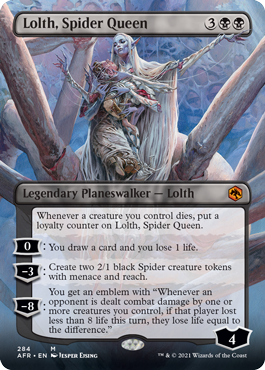 Lolth, Spider Queen 3
Legendary Planeswalker — Lolth
Whenever a creature you control dies, put a
loyalty counter on Lolth, Spider Queen.
0 : You draw a card and you lose 1 life.
−3 : Create two 2/1 black Spider creature tokens
with menace and reach.
−8 : You get an emblem with “Whenever an
opponent is dealt combat damage by one or
more creatures you control, if that player lost
less than 8 life this turn, they lose life equal to
the difference.”
4
284 M
AFR • EN Jesper Ejsing
™ & © 2021 Wizards of the Coast